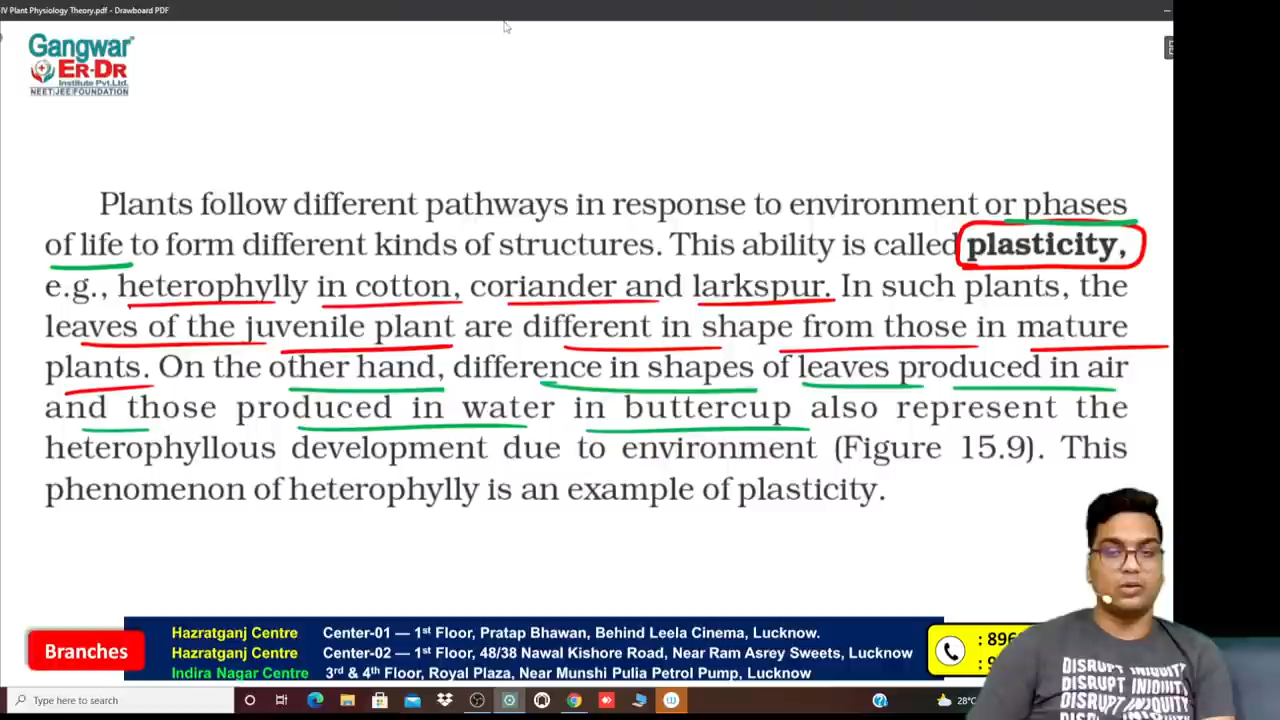 IV Plant Physiology Theory.pdf - Drawboard PDF
Gangwar
ER-DR
Institute Pvt.Ltd.
NEET|JEE|FOUNDATION
Plants follow different pathways in response to environment or phases
of life to form different kinds of structures. This ability is called plasticity,
e.g., heterophylly in cotton, coriander and larkspur. In such plants, the
leaves of the juvenile plant are different in shape from those in mature
plants. On the other hand, difference in shapes of leaves produced in air
and those produced in water in buttercup also represent the
heterophyllous development due to environment (Figure 15.9). This
phenomenon of heterophylly is an example of plasticity.
Branches
Hazratganj Centre Center-01 — 1st Floor, Pratap Bhawan, Behind Leela Cinema, Lucknow.
Hazratganj Centre Center-02 — 1st Floor, 48/38 Nawal Kishore Road, Near Ram Asrey Sweets, Lucknow
Indira Nagar Centre 3rd & 4th Floor, Royal Plaza, Near Munshi Pulia Petrol Pump, Lucknow
: 896
DISRUPT INIQUITY
DISRUPT INIQUITY
DISRUPT
DISRUPT
Type here to search
28°C